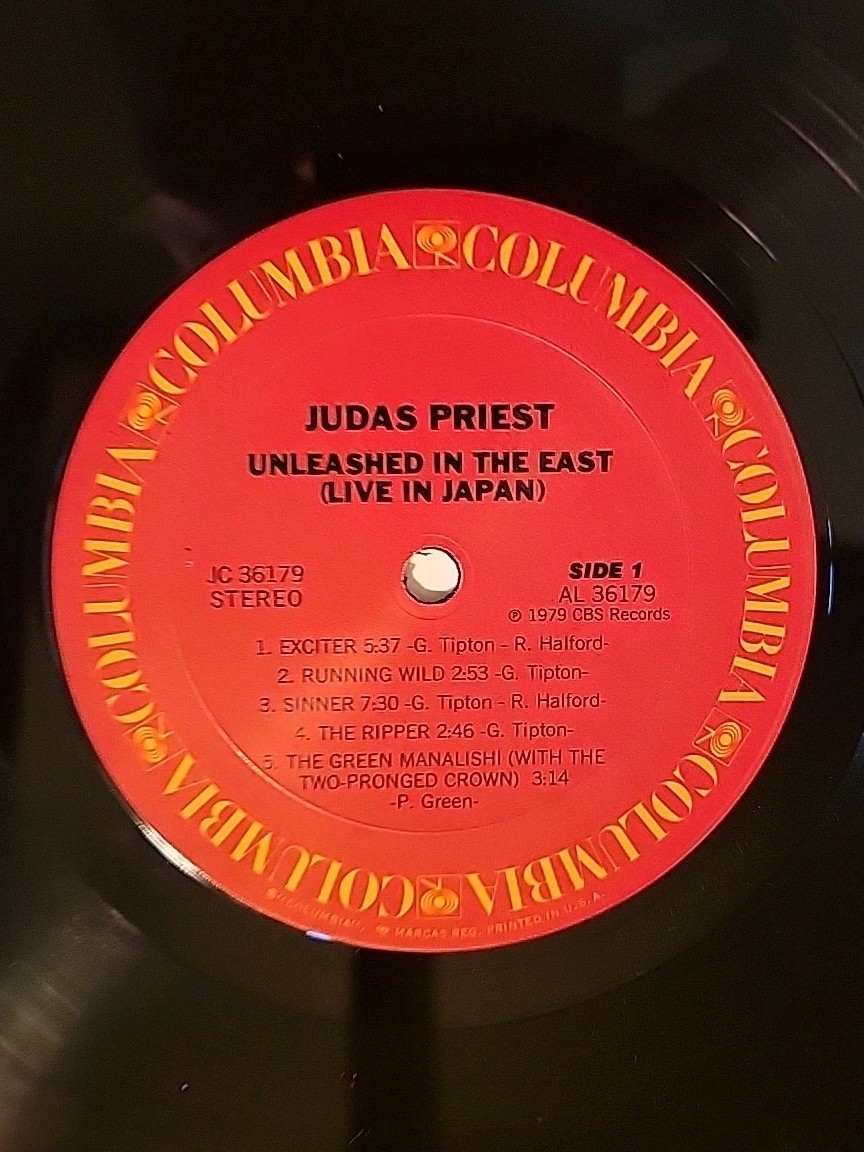 COLUMBIA COLUMBIA COLUMBIA COLUMBIA COLUMBIA COLUMBIA
JUDAS PRIEST
UNLEASHED IN THE EAST
(LIVE IN JAPAN)
JC 36179
STEREO
SIDE 1
AL 36179
℗ 1979 CBS Records
1. EXCITER 5:37 -G. Tipton - R. Halford-
2. RUNNING WILD 2:53 -G. Tipton-
3. SINNER 7:30 -G. Tipton - R. Halford-
4. THE RIPPER 2:46 -G. Tipton-
5. THE GREEN MANALISHI (WITH THE
TWO-PRONGED CROWN) 3:14
-P. Green-
"COLUMBIA", MARCAS REG. PRINTED IN U.S.A.